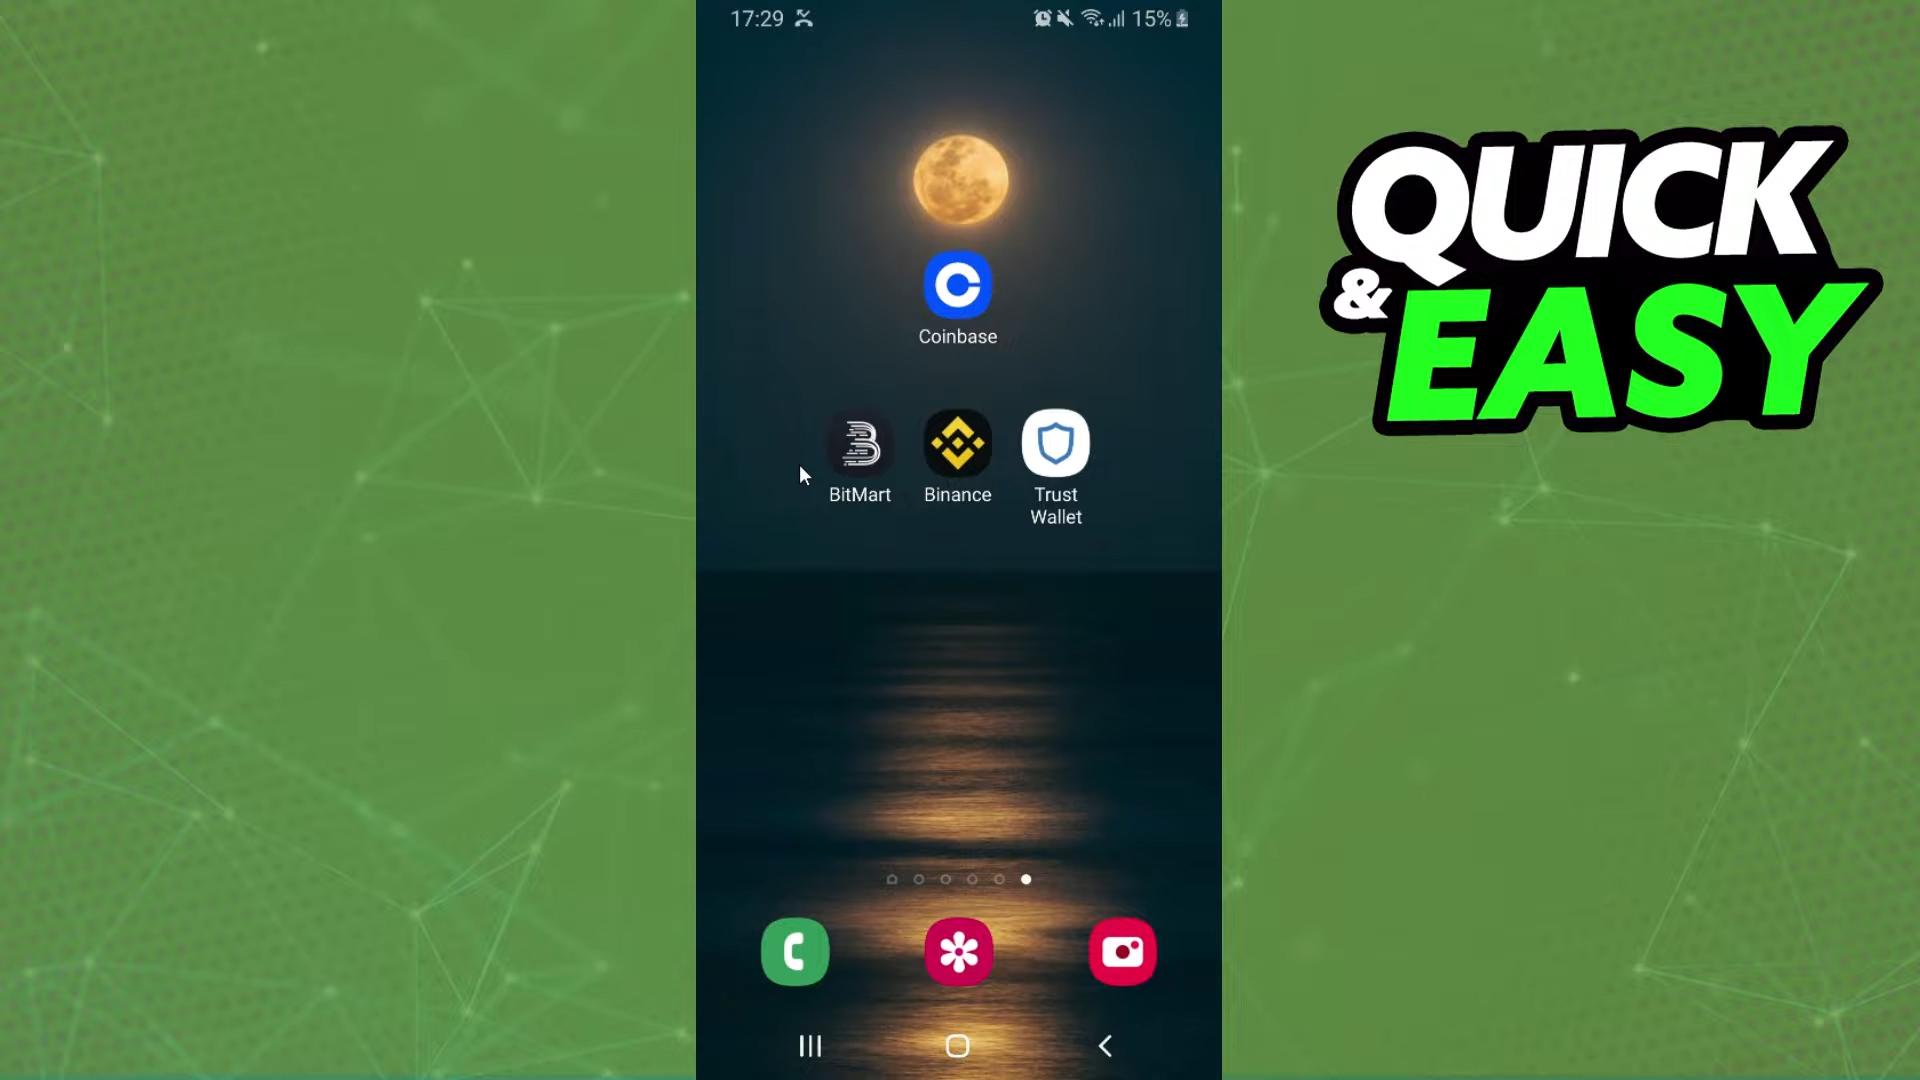 17:29
15%
QUICK
& EASY
Coinbase
BitMart
Binance
Trust
Wallet